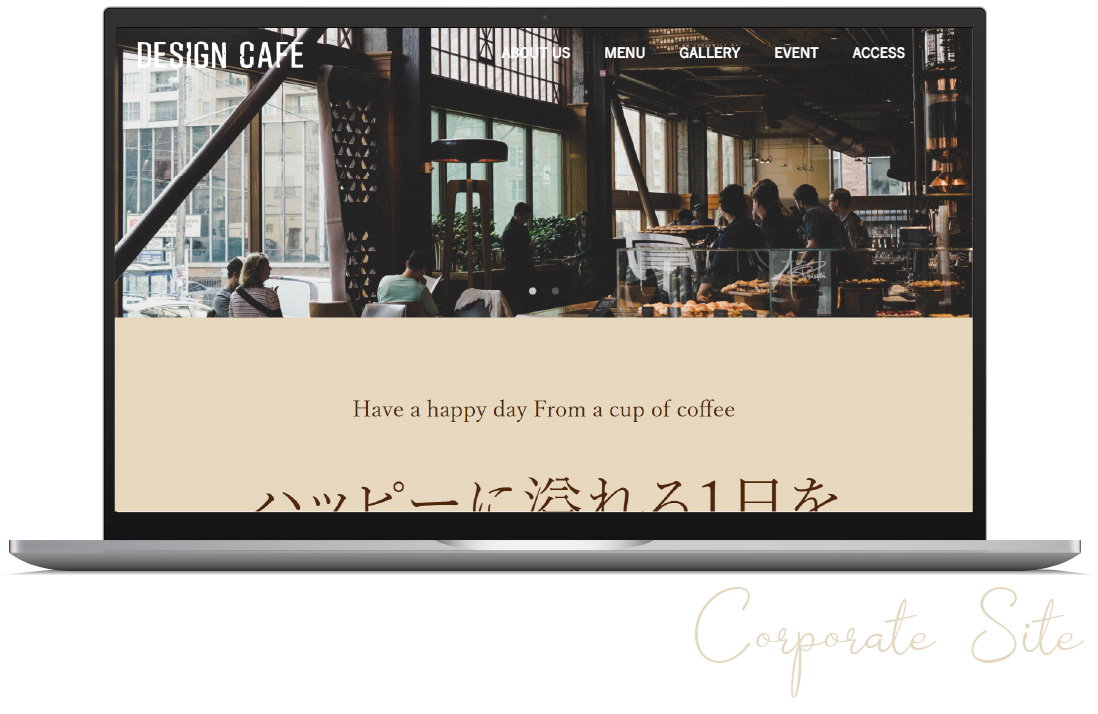 DESIGN CAFE
ABOUT US MENU GALLERY EVENT ACCESS
Have a happy day From a cup of coffee
ハッピーに溢れる1日を
Corporate Site